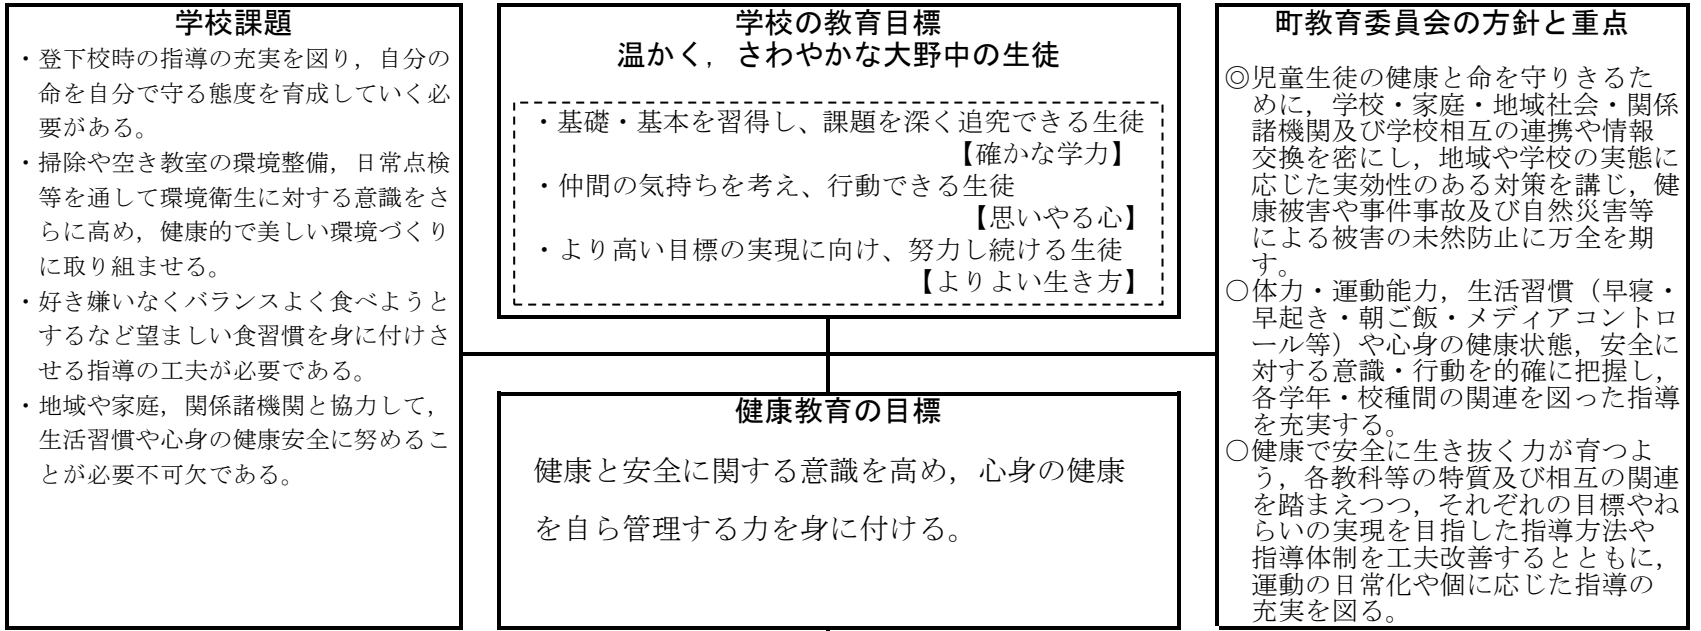 学校課題
・登下校時の指導の充実を図り，自分の
命を自分で守る態度を育成していく必
要がある。
・掃除や空き教室の環境整備，日常点検
等を通して環境衛生に対する意識をさ
らに高め，健康的で美しい環境づくり
に取り組ませる。
・好き嫌いなくバランスよく食べようと
するなど望ましい食習慣を身に付けさ
せる指導の工夫が必要である。
・地域や家庭，関係諸機関と協力して，
生活習慣や心身の健康安全に努めるこ
とが必要不可欠である。
学校の教育目標
温かく，さわやかな大野中の生徒
・基礎・基本を習得し、課題を深く追究できる生徒
【確かな学力】
・仲間の気持ちを考え、行動できる生徒
【思いやる心】
・より高い目標の実現に向け、努力し続ける生徒
【よりよい生き方】
健康教育の目標
健康と安全に関する意識を高め，心身の健康
を自ら管理する力を身に付ける。
町教育委員会の方針と重点
◎児童生徒の健康と命を守りきるた
めに，学校・家庭・地域社会・関係
諸機関及び学校相互の連携や情報
交換を密にし，地域や学校の実態に
応じた実効性のある対策を講じ，健
康被害や事件事故及び自然災害等
による被害の未然防止に万全を期
す。
○体力・運動能力，生活習慣（早寝・
早起き・朝ご飯・メディアコントロ
ール等）や心身の健康状態，安全に
対する意識・行動を的確に把握し，
各学年・校種間の関連を図った指導
を充実する。
○健康で安全に生き抜く力が育つよ
う，各教科等の特質及び相互の関連
を踏まえつつ，それぞれの目標やね
らいの実現を目指した指導方法や
指導体制を工夫改善するとともに，
運動の日常化や個に応じた指導の
充実を図る。